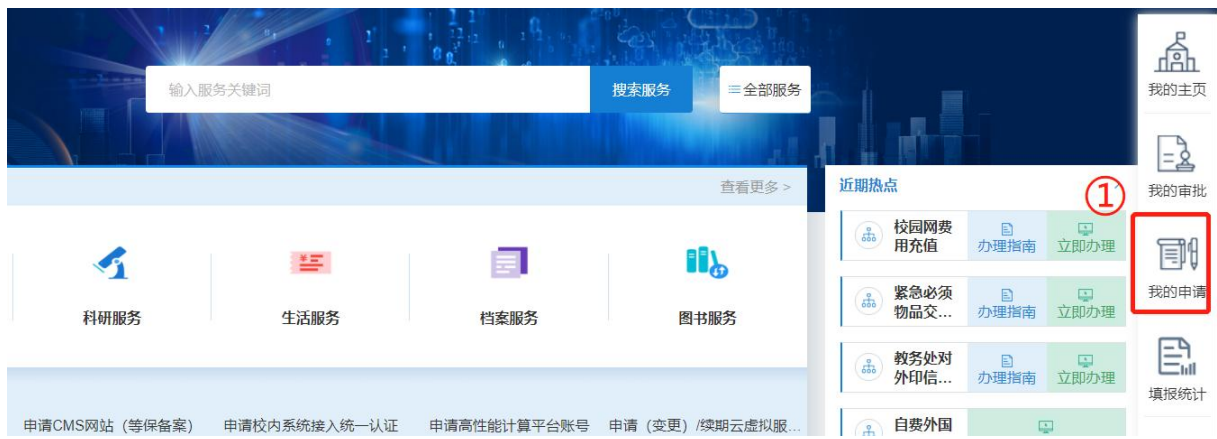 输入服务关键词
搜索服务
全部服务
我的主页
我的审批
我的申请
填报统计
查看更多 >
科研服务
生活服务
档案服务
图书服务
申请CMS网站（等保备案）
申请校内系统接入统一认证
申请高性能计算平台账号
申请（变更）/续期云虚拟服...
近期热点
①
校园网费
用充值
办理指南
立即办理
紧急必须
物品交...
办理指南
立即办理
教务处对
外印信...
办理指南
立即办理
自费外国